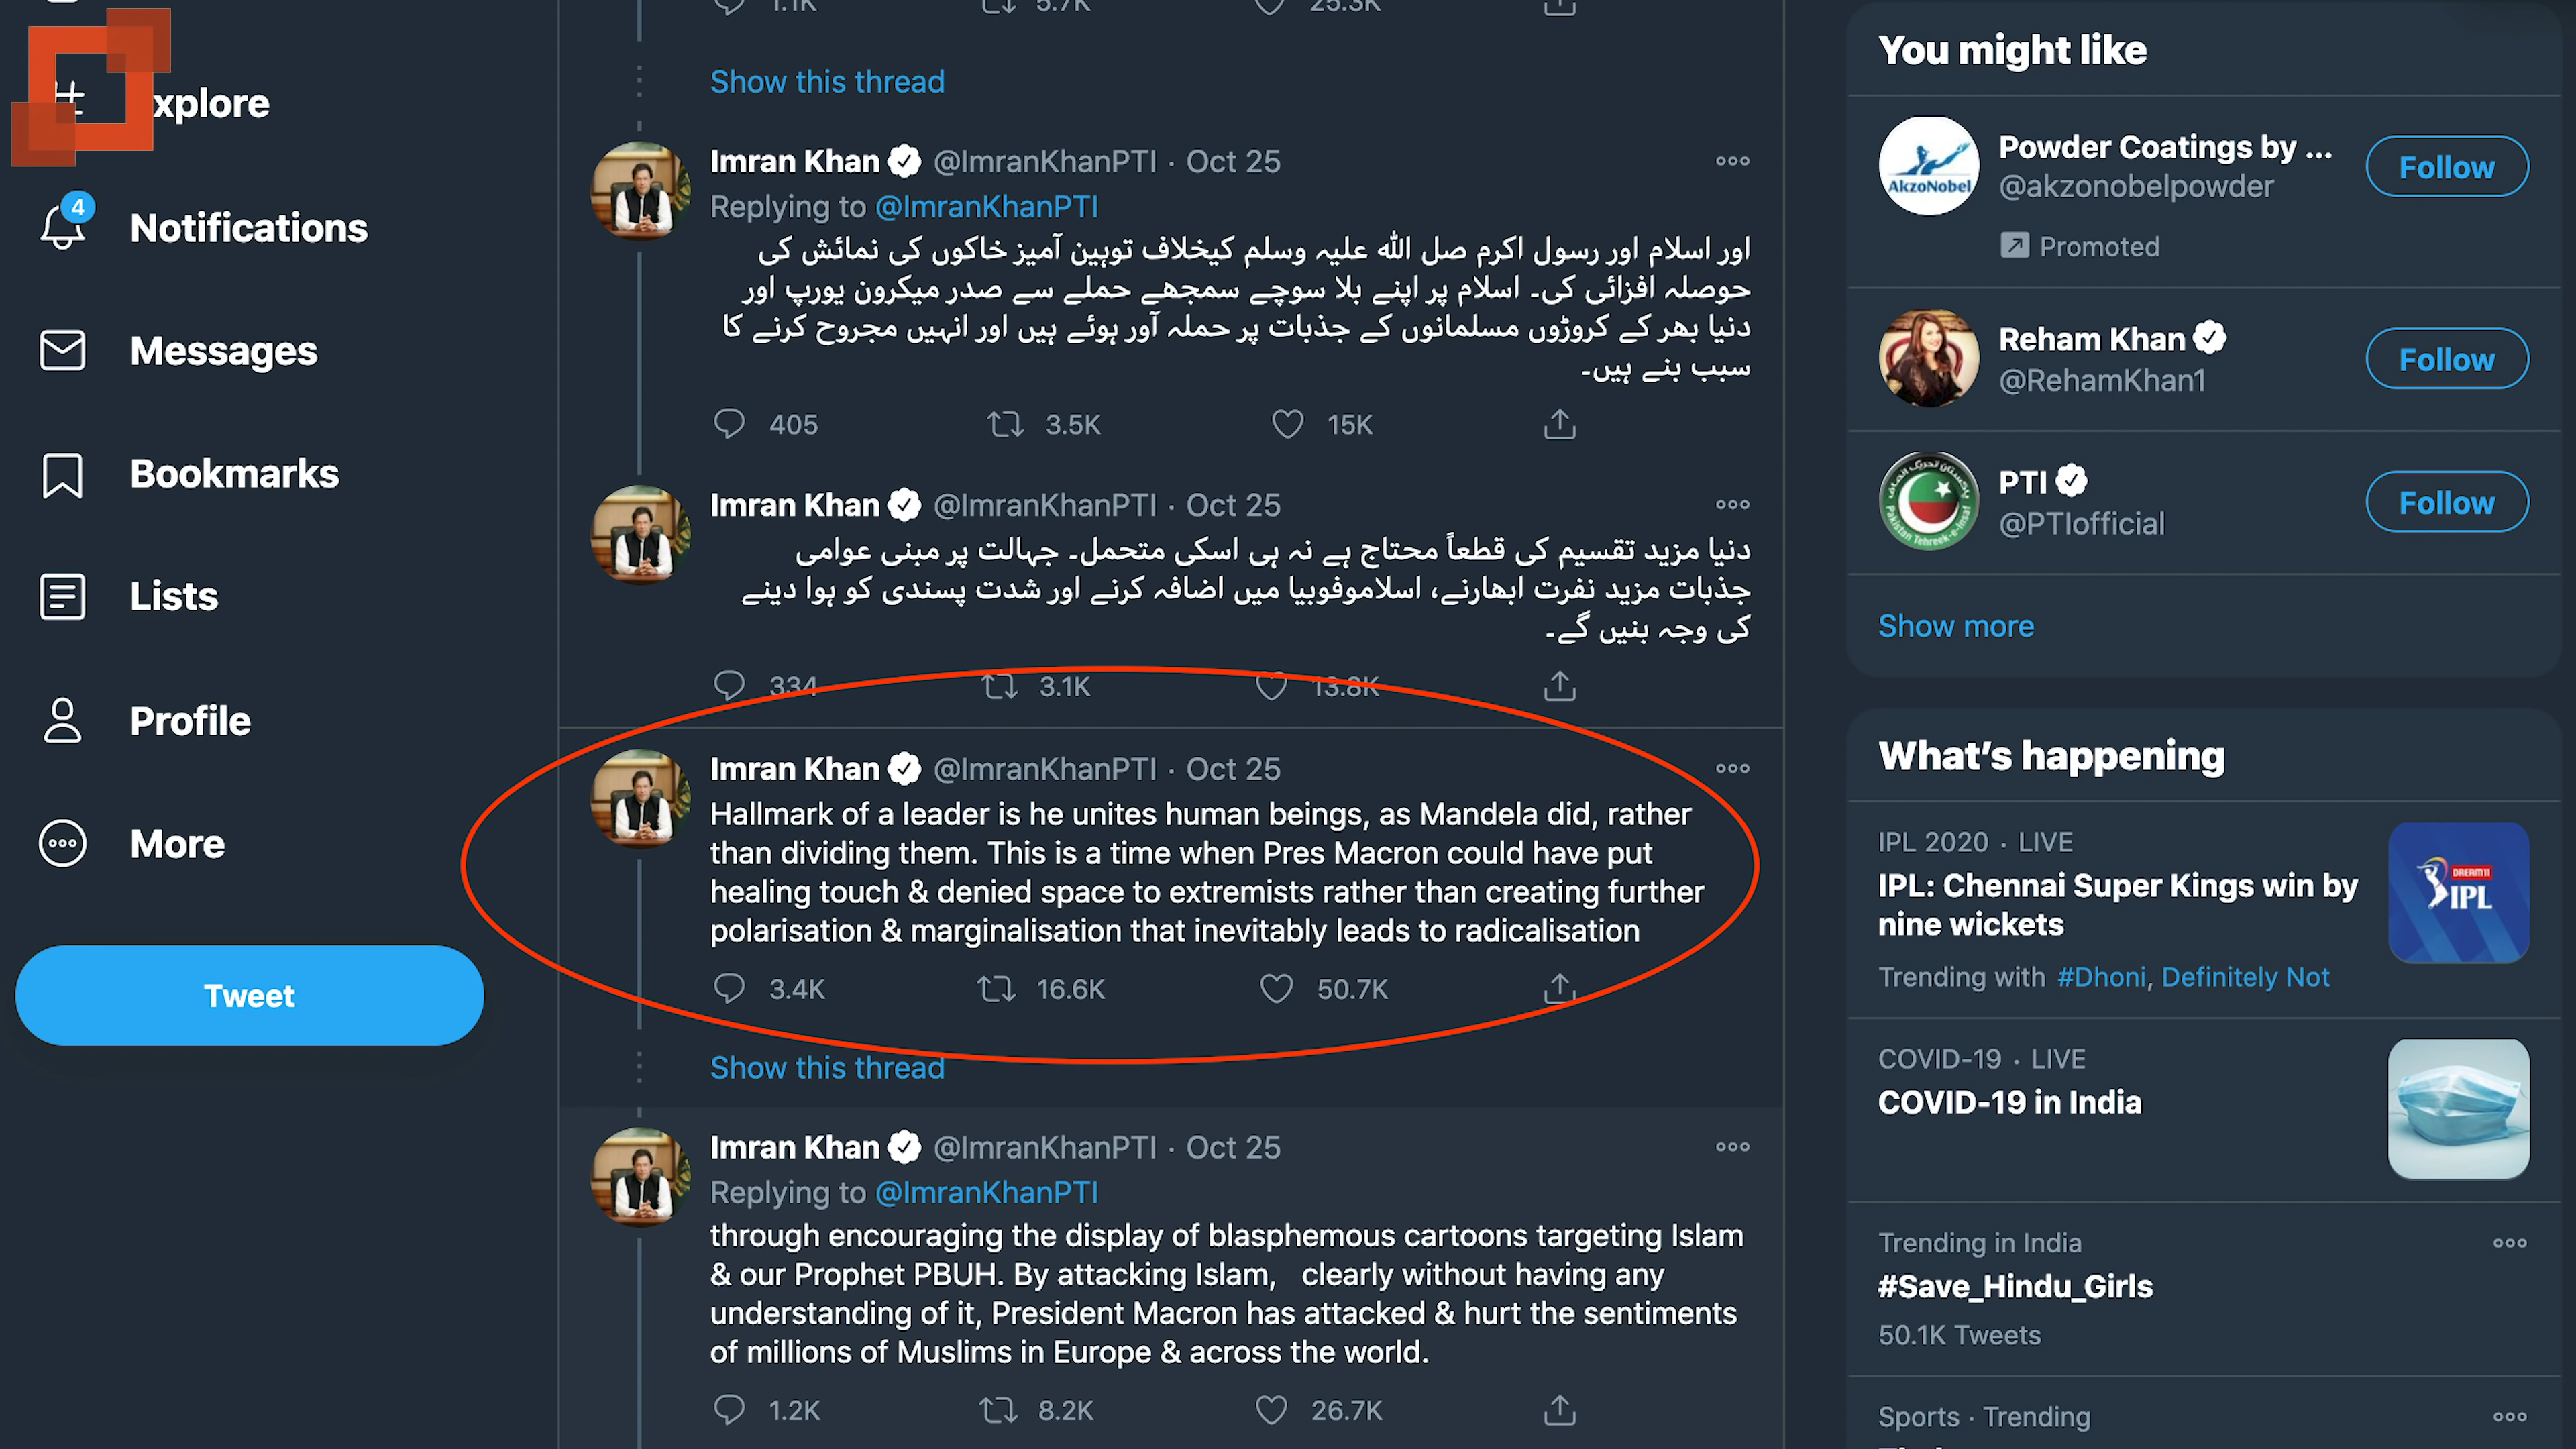 xplore
4
Notifications
Messages
Bookmarks
Lists
Profile
More
Tweet
1.1K 5.7K 25.3K
Show this thread
Imran Khan @ImranKhanPTI · Oct 25
Replying to @ImranKhanPTI
اور اسلام اور رسول اکرم صل اللہ علیہ وسلم کیخلاف توہین آمیز خاکوں کی نمائش کی
حوصلہ افزائی کی۔ اسلام پر اپنے بلا سوچے سمجھے حملے سے صدر میکرون یورپ اور
دنیا بھر کے کروڑوں مسلمانوں کے جذبات پر حملہ آور ہوئے ہیں اور انہیں مجروح کرنے کا
سبب بنے ہیں۔
405 3.5K 15K
Imran Khan @ImranKhanPTI · Oct 25
دنیا مزید تقسیم کی قطعاً محتاج ہے نہ ہی اسکی متحمل۔ جہالت پر مبنی عوامی
جذبات مزید نفرت ابھارنے، اسلاموفوبیا میں اضافہ کرنے اور شدت پسندی کو ہوا دینے
کی وجہ بنیں گے۔
334 3.1K 13.8K
Imran Khan @ImranKhanPTI · Oct 25
Hallmark of a leader is he unites human beings, as Mandela did, rather
than dividing them. This is a time when Pres Macron could have put
healing touch & denied space to extremists rather than creating further
polarisation & marginalisation that inevitably leads to radicalisation
3.4K 16.6K 50.7K
Show this thread
Imran Khan @ImranKhanPTI · Oct 25
Replying to @ImranKhanPTI
through encouraging the display of blasphemous cartoons targeting Islam
& our Prophet PBUH. By attacking Islam, clearly without having any
understanding of it, President Macron has attacked & hurt the sentiments
of millions of Muslims in Europe & across the world.
1.2K 8.2K 26.7K
You might like
AkzoNobel
Powder Coatings by ...
@akzonobelpowder
Follow
Promoted
Reham Khan
@RehamKhan1
Follow
PTI
@PTIofficial
Follow
Pakistan Tehreek-e-Insaf
Show more
What's happening
IPL 2020 · LIVE
IPL: Chennai Super Kings win by
nine wickets
DREAM11
IPL
Trending with #Dhoni, Definitely Not
COVID-19 · LIVE
COVID-19 in India
Trending in India
#Save_Hindu_Girls
50.1K Tweets
Sports · Trending